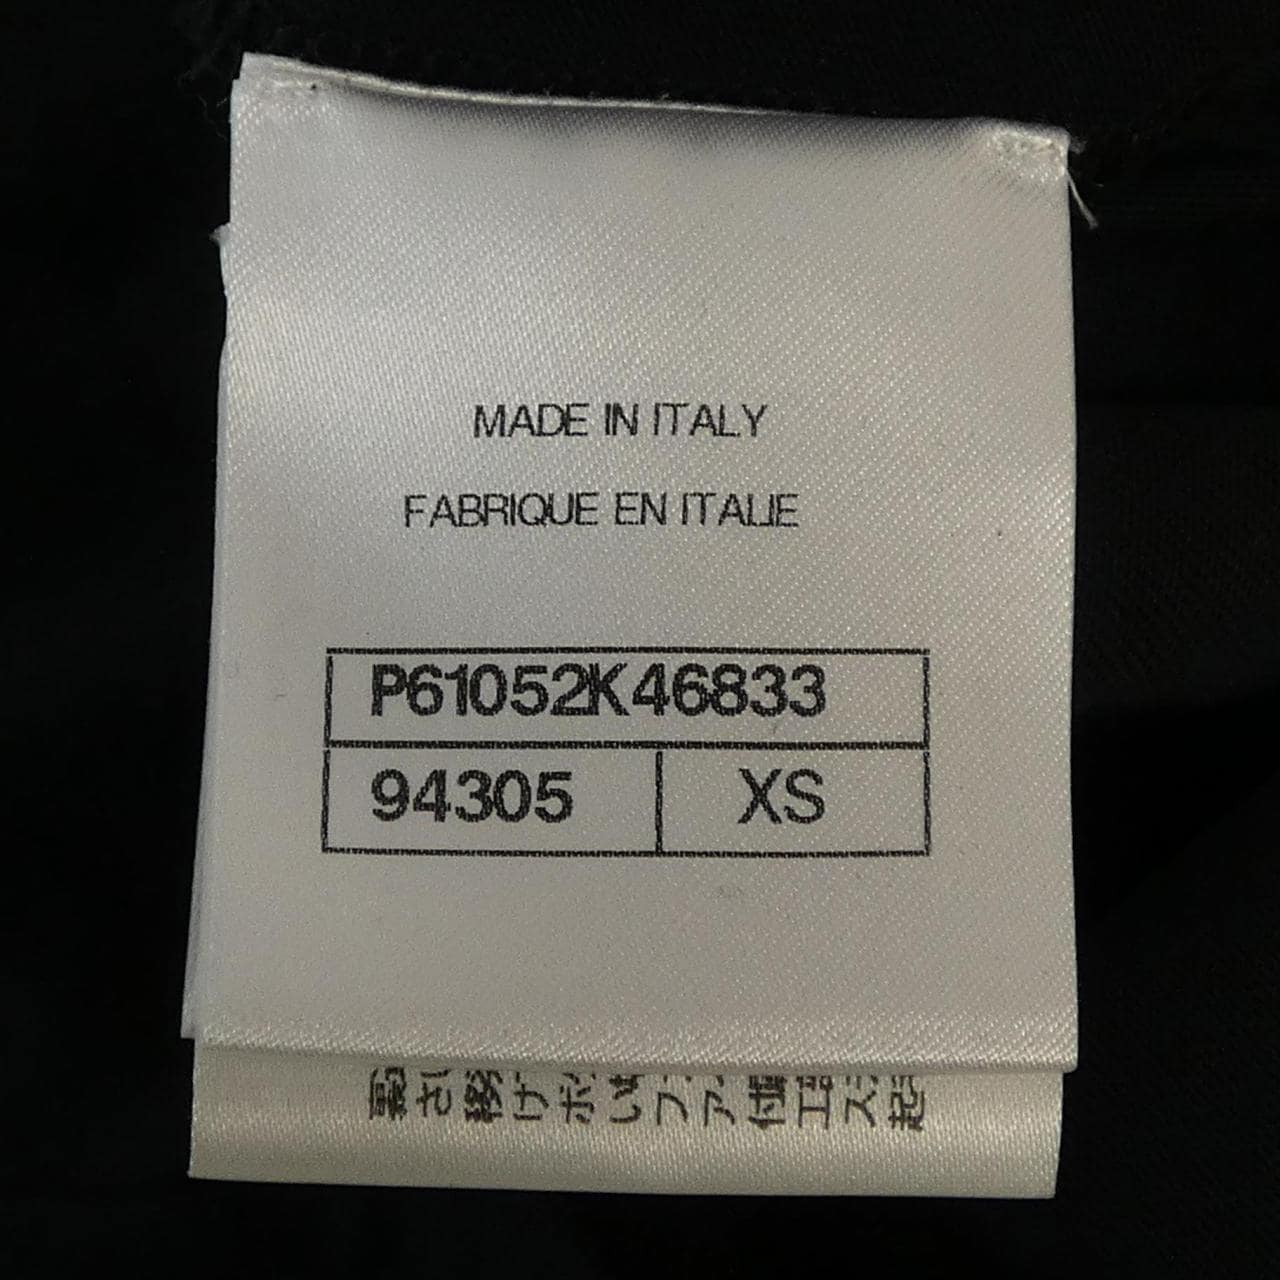 MADE IN ITALY
FABRIQUE EN ITALIE
P61052K46833
94305 XS